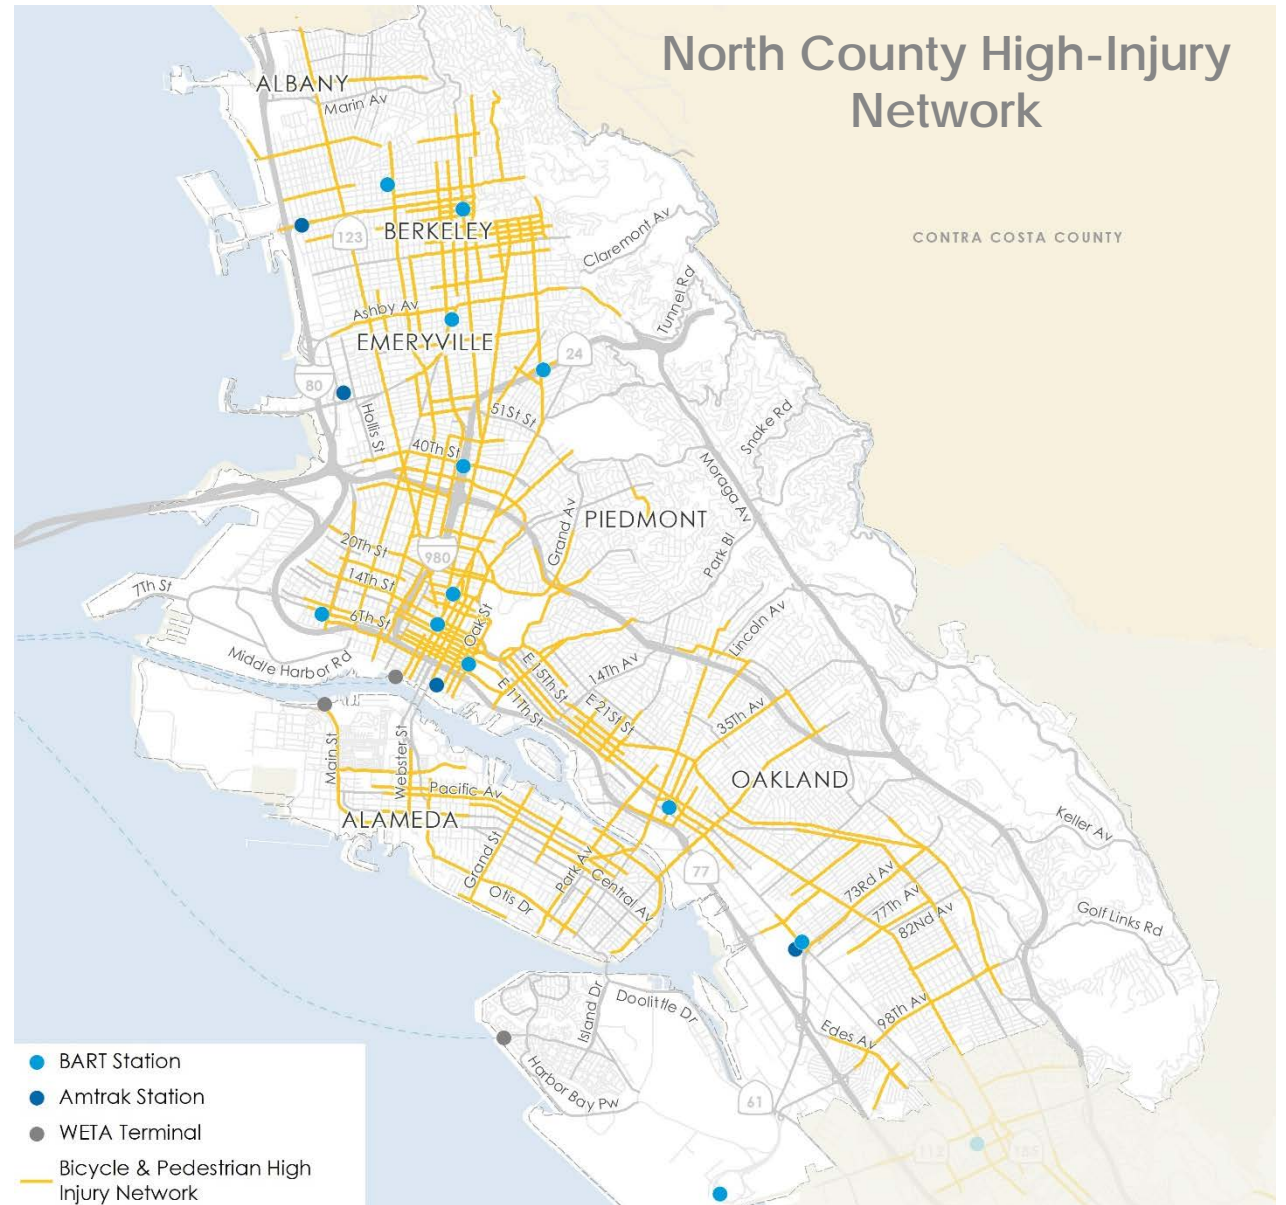 North County High-Injury
Network
ALBANY
Marin Av
CONTRA COSTA COUNTY
Claremont Av
123
BERKELEY
Tunnel Rd
Ashby Av
EMERYVILLE
24
80
Hollis St
51St St
Snake Rd
40Th St
Moraga Av
Grand Av
PIEDMONT
20Th St
980
Park Bl
14Th St
7Th St
6Th St
Oak St
Lincoln Av
Middle Harbor Rd
E 15Th St
14Th Av
E 11Th St
E 21St St
35Th Av
Main St
Webster St
OAKLAND
Pacific Av
ALAMEDA
Keller Av
Grand St
Park Av
Central Av
77
73Rd Av
77Th Av
82Nd Av
Otis Dr
Golf Links Rd
Island Dr
Doolittle Dr
98Th Av
Edes Av
Harbor Bay Pw
61
112
185
BART Station
Amtrak Station
WETA Terminal
Bicycle & Pedestrian High
Injury Network